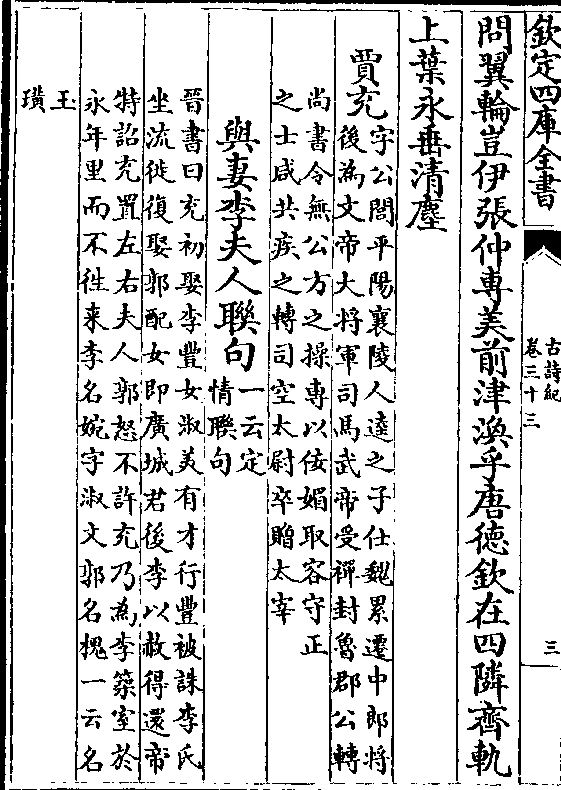 欽定四庫全書
古詩紀
卷三十三
三
問翼輪豈伊張仲專美前津渙乎唐德欽在四隣齊軌
上葉永垂清塵
賈充
字公閭平陽襄陵人逵之子仕魏累遷中郎將
後為文帝大將軍司馬武帝受禪封魯郡公轉
尚書令無公方之操專以佞媚取容守正
之士咸共疾之轉司空太尉卒贈太宰
與妻李夫人聯句
一云定
情聯句
晉書曰充初娶李豐女淑美有才行豐被誅李氏
坐流徙復娶郭配女即廣城君後李以赦得還帝
特詔充置左右夫人郭怒不許充乃為李築室於
永年里而不徃来李名婉字淑文郭名槐一云名
玉
璜